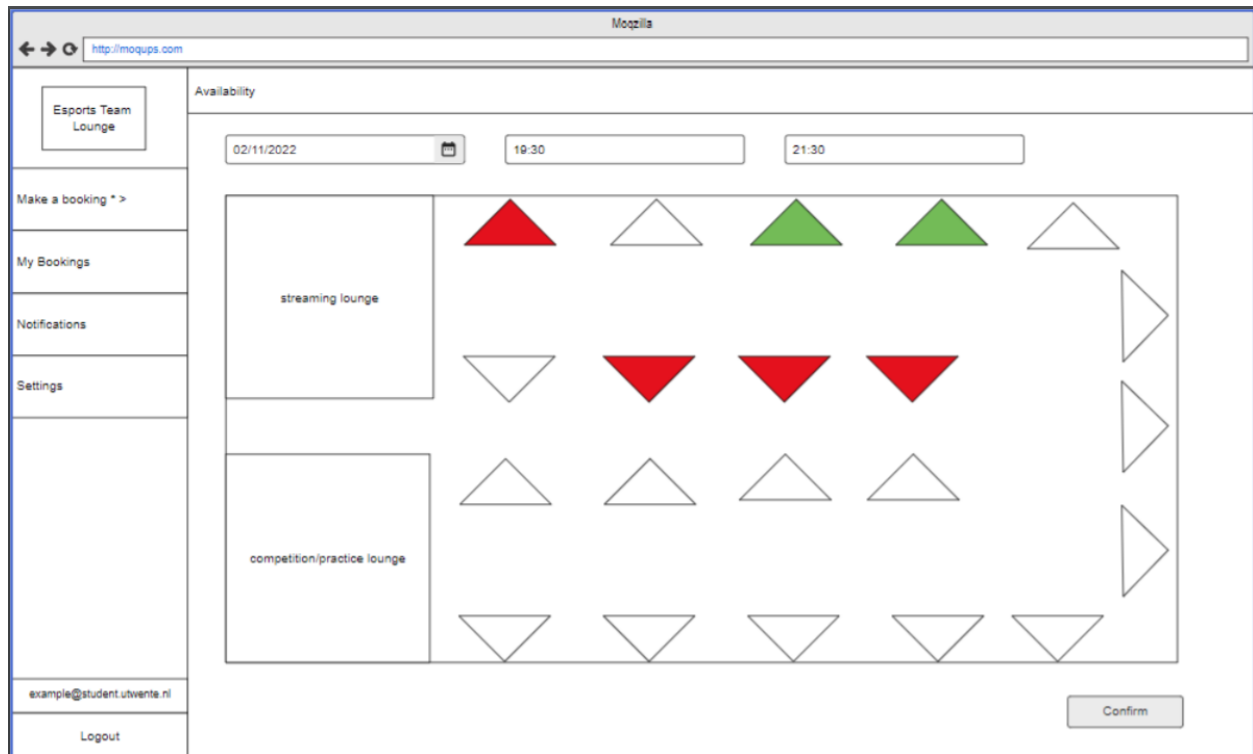 Moqzilla
http://moqups.com
Esports Team
Lounge
Make a booking * >
My Bookings
Notifications
Settings
example@student.utwente.nl
Logout
Availability
02/11/2022
19:30
21:30
streaming lounge
competition/practice lounge
Confirm